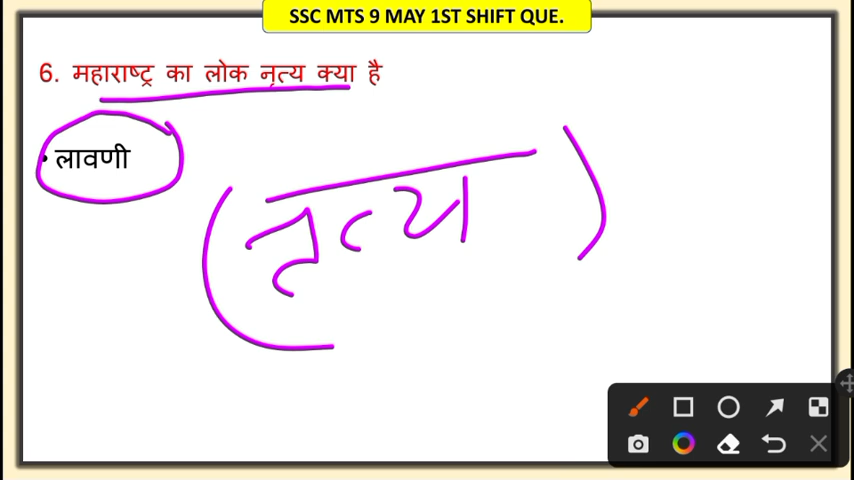 SSC MTS 9 MAY 1ST SHIFT QUE.
6. महाराष्ट्र का लोक नृत्य क्या है
• लावणी
(नृत्य)